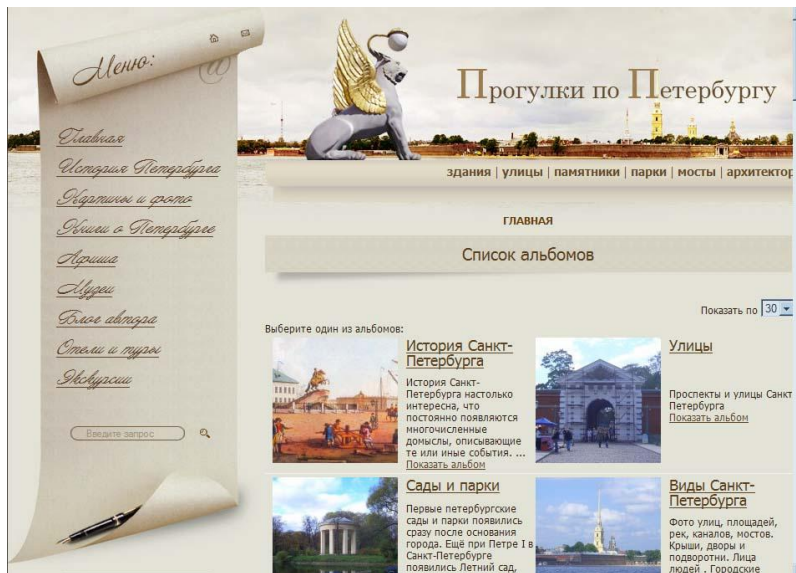 Меню:
@
Главная
История Петербурга
Картины и фото
Книги о Петербурге
Афиша
Музеи
Блог автора
Отели и туры
Экскурсии
Введите запрос
Прогулки по Петербургу
здания | улицы | памятники | парки | мосты | архитектор
ГЛАВНАЯ
Список альбомов
Показать по 30
Выберите один из альбомов:
История Санкт-
Петербурга
История Санкт-
Петербурга настолько
интересна, что
постоянно появляются
многочисленные
домыслы, описывающие
те или иные события. ...
Показать альбом
Улицы
Проспекты и улицы Санкт
Петербурга
Показать альбом
Сады и парки
Первые петербургские
сады и парки появились
сразу после основания
города. Ещё при Петре I в
Санкт-Петербурге
появились Летний сад,
Виды Санкт-
Петербурга
Фото улиц, площадей,
рек, каналов, мостов.
Крыши, дворы и
подворотни. Лица
людей . Городские